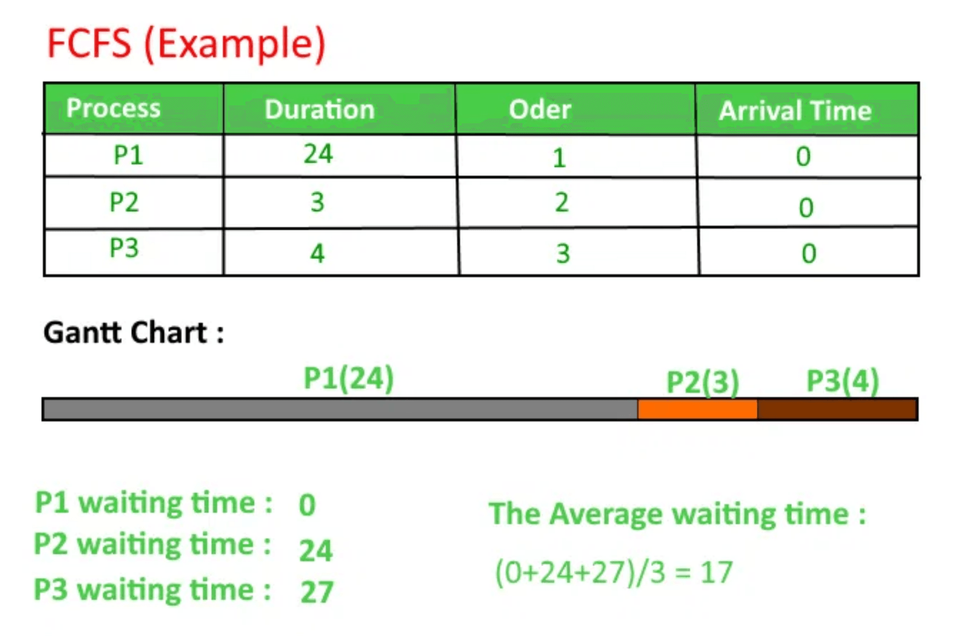 FCFS (Example)
Process Duration Oder Arrival Time
P1 24 1 0
P2 3 2 0
P3 4 3 0
Gantt Chart :
P1(24) P2(3) P3(4)
P1 waiting time : 0
P2 waiting time : 24
P3 waiting time : 27
The Average waiting time :
(0+24+27)/3 = 17